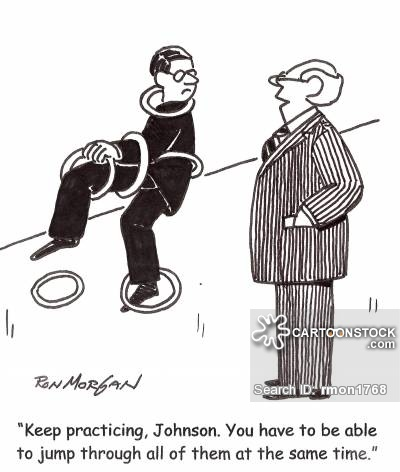 CARTOONSTOCK
.com
RON MORGAN
Search ID: rmon1768
"Keep practicing, Johnson. You have to be able
to jump through all of them at the same time."